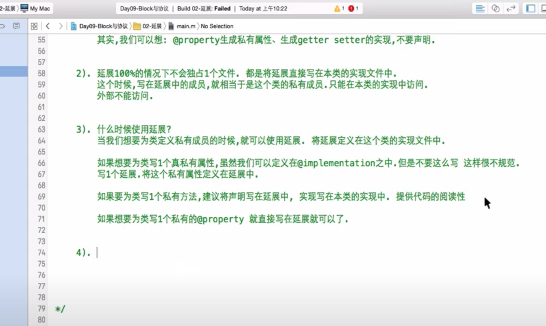 02-延展 My Mac
Day09-Block与协议 | Build 02-延展: Failed | Today at 上午10:22
1 1
Day09-Block与协议 02-延展 main.m No Selection
55 其实,我们可以想: @property生成私有属性、生成getter setter的实现,不要声明.
56
57
58 2). 延展100%的情况下不会独占1个文件. 都是将延展直接写在本类的实现文件中.
59 这个时候,写在延展中的成员,就相当于是这个类的私有成员.只能在本类的实现中访问.
60 外部不能访问.
61
62
63 3). 什么时候使用延展?
64 当我们想要为类定义私有成员的时候,就可以使用延展. 将延展定义在这个类的实现文件中.
65
66 如果想要为类写1个真私有属性,虽然我们可以定义在@implementation之中.但是不要这么写 这样很不规范.
67 写1个延展.将这个私有属性定义在延展中.
68
69 如果要为类写1个私有方法,建议将声明写在延展中, 实现写在本类的实现中. 提供代码的阅读性
70
71 如果想要为类写1个私有的@property 就直接写在延展就可以了.
72
73
74 4).
75
76
77
78
79 */
80